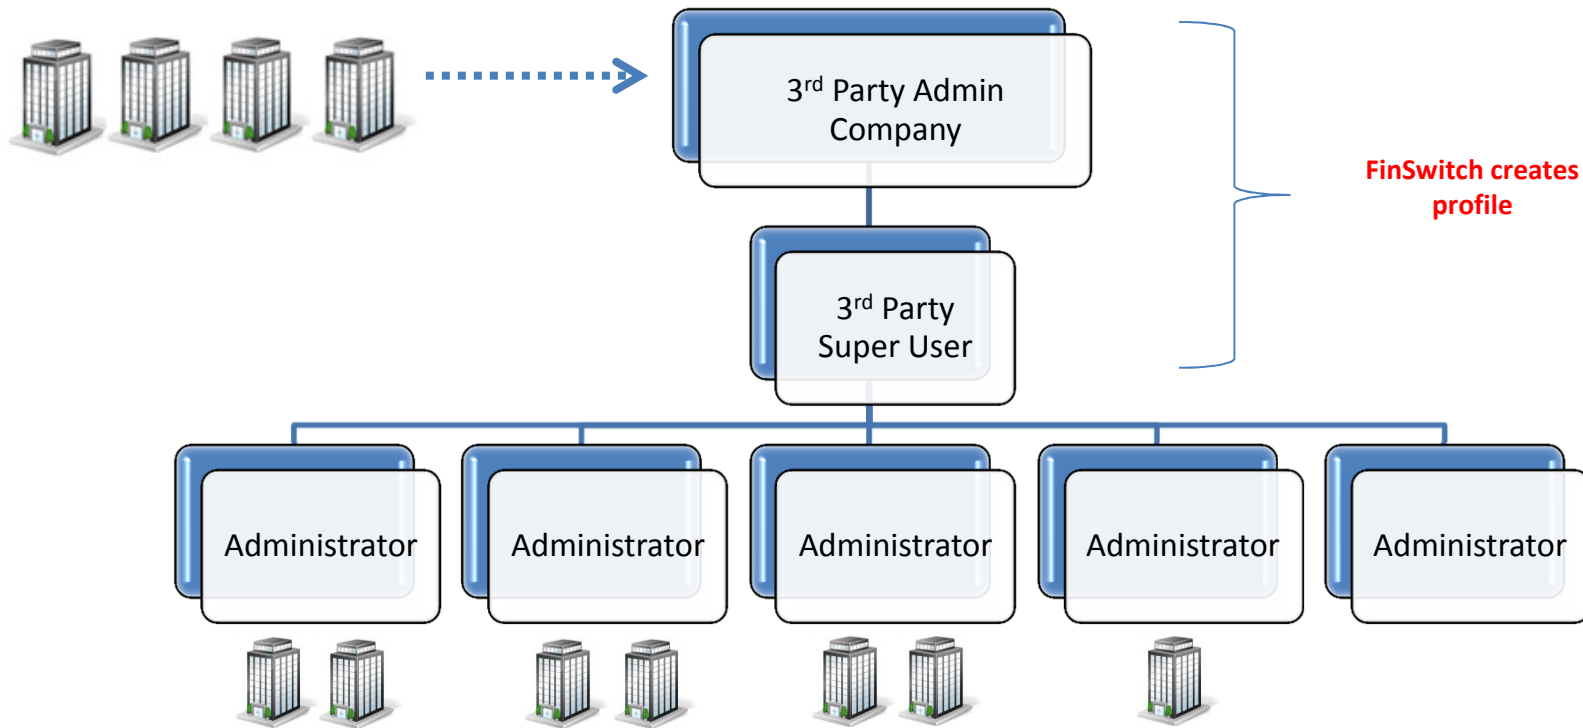 3rd Party Admin
Company
FinSwitch creates
profile
3rd Party
Super User
Administrator
Administrator
Administrator
Administrator
Administrator